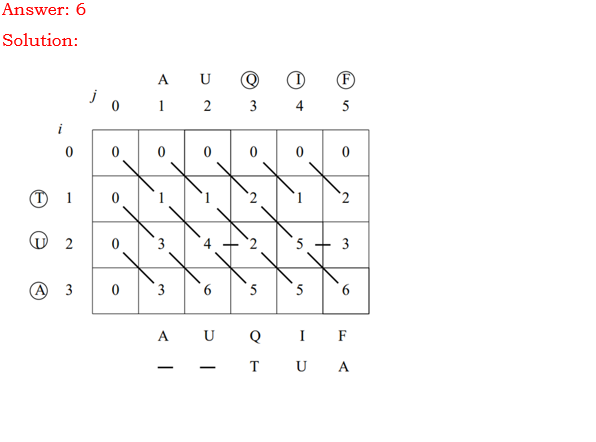 Answer: 6
Solution:
A U Q I F
j 0 1 2 3 4 5
i
0 0 0 0 0 0 0
T 1 0 1 1 2 1 2
U 2 0 3 4 2 5 3
A 3 0 3 6 5 5 6
A U Q I F
— — T U A